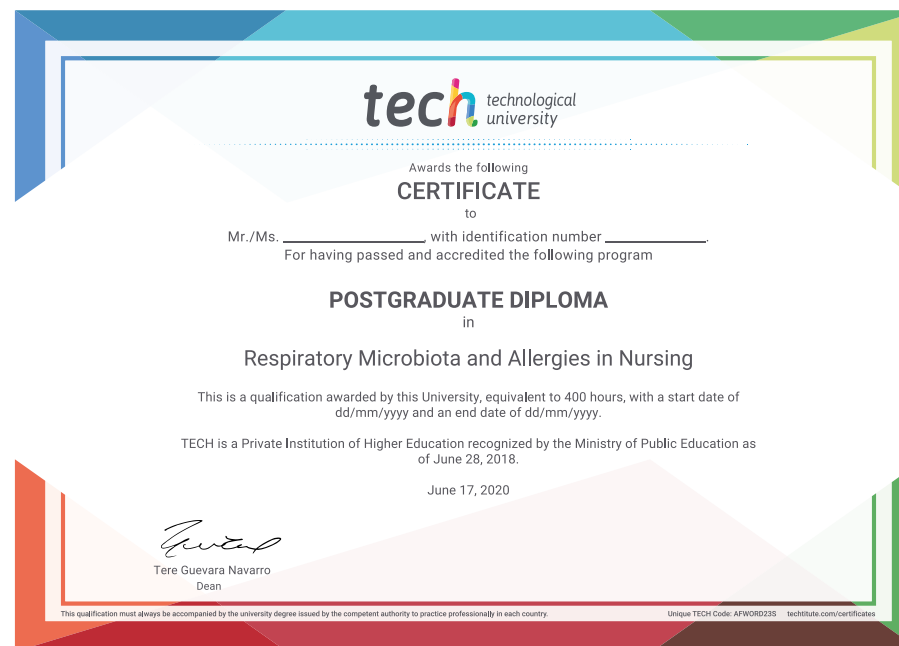 tech technological
university
Awards the following
CERTIFICATE
to
Mr./Ms. ____________________, with identification number ______________.
For having passed and accredited the following program
POSTGRADUATE DIPLOMA
in
Respiratory Microbiota and Allergies in Nursing
This is a qualification awarded by this University, equivalent to 400 hours, with a start date of
dd/mm/yyyy and an end date of dd/mm/yyyy.
TECH is a Private Institution of Higher Education recognized by the Ministry of Public Education as
of June 28, 2018.
June 17, 2020
Tere Guevara Navarro
Dean
This qualification must always be accompanied by the university degree issued by the competent authority to practice professionally in each country. Unique TECH Code: AFWORD23S techtitute.com/certificates